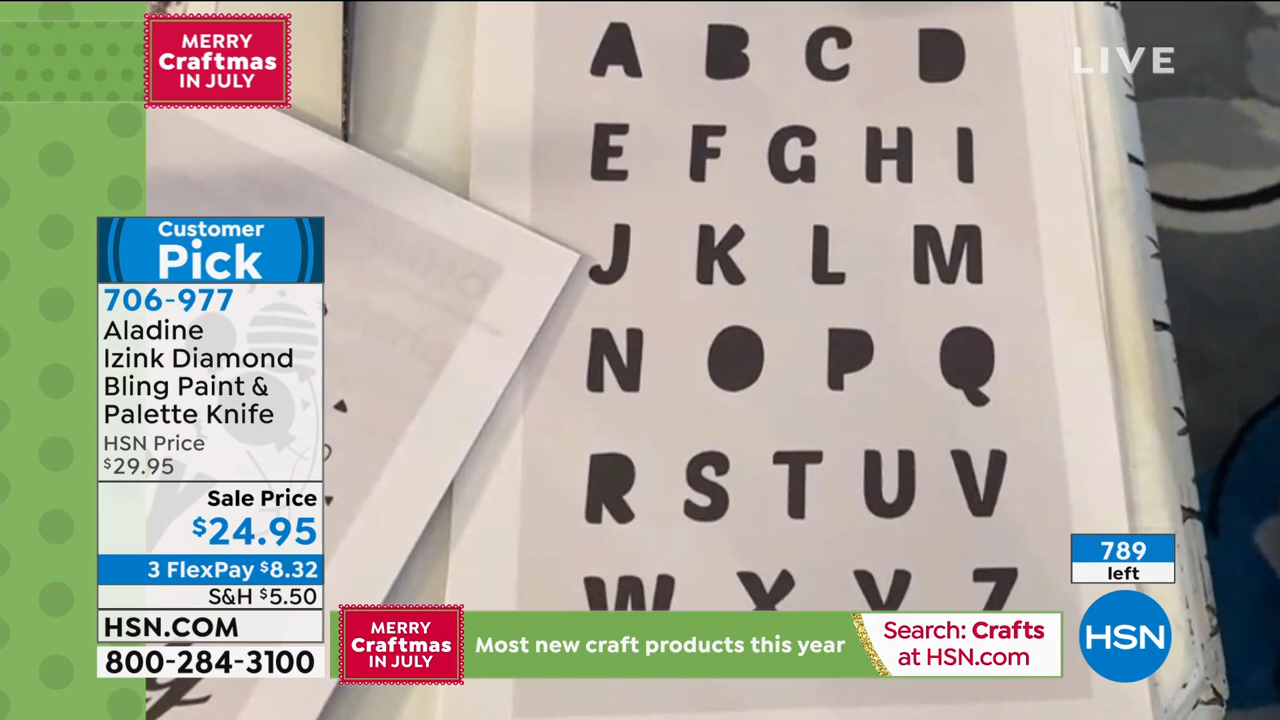 MERRY
Craftmas
IN JULY
LIVE
A B C D
E F G H I
J K L M
N O P Q
R S T U V
W X Y Z
Customer
Pick
706-977
Aladine
Izink Diamond
Bling Paint &
Palette Knife
HSN Price
$29.95
Sale Price
$24.95
3 FlexPay $8.32
S&H $5.50
HSN.COM
800-284-3100
789
left
HSN
MERRY
Craftmas
IN JULY
Most new craft products this year
Search: Crafts
at HSN.com